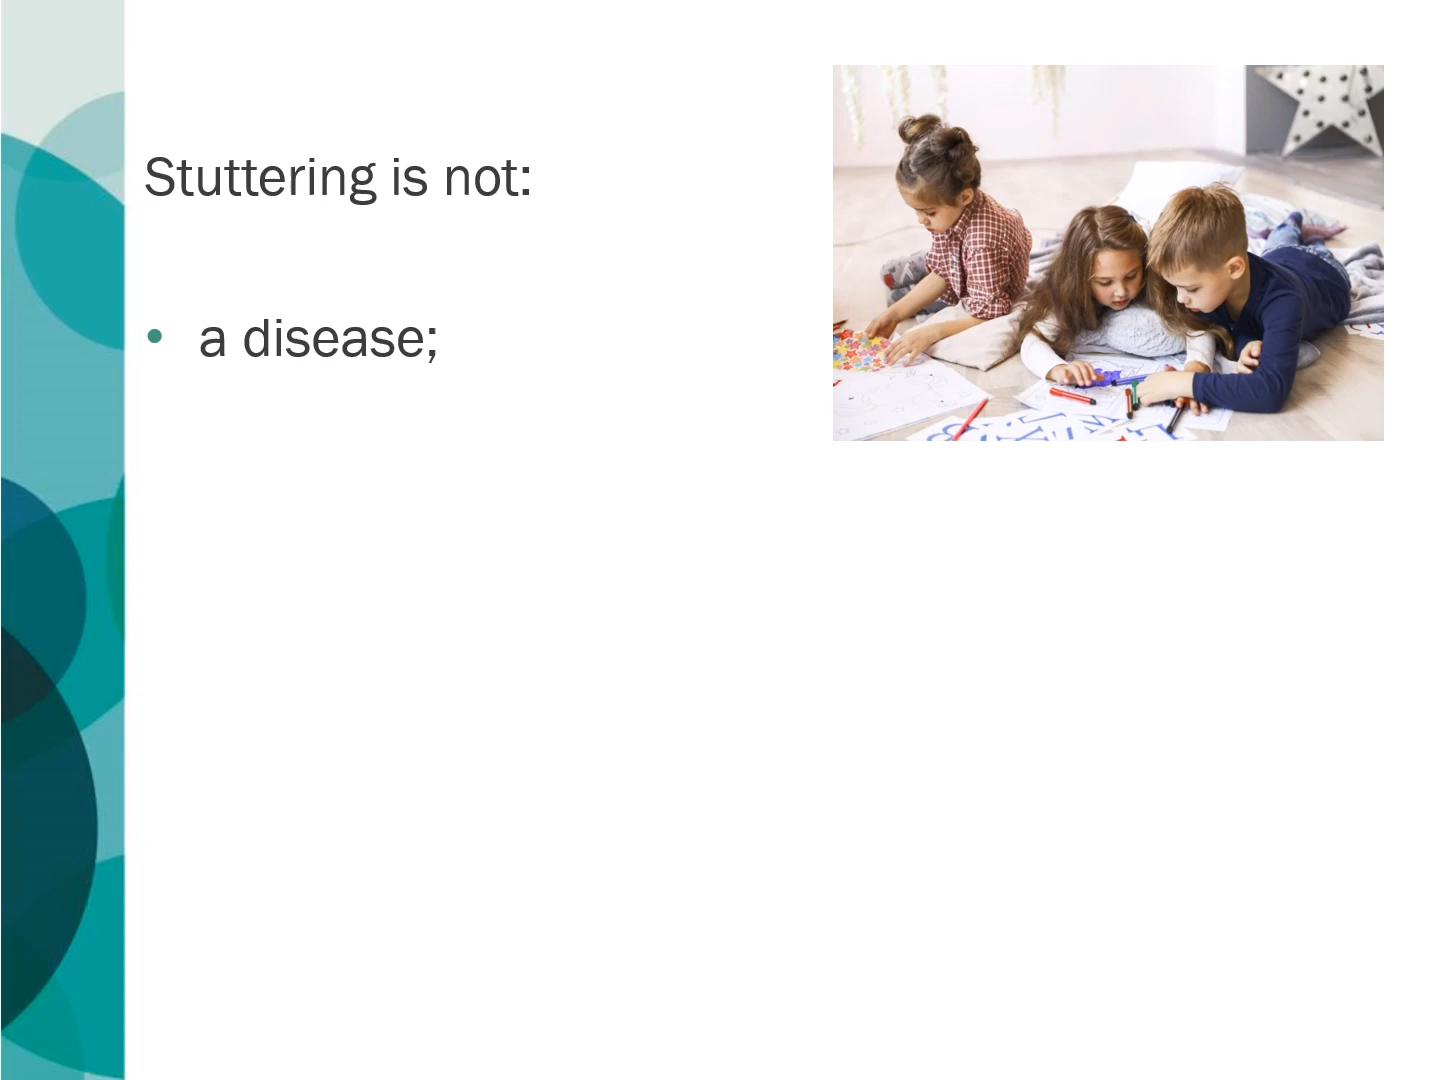 Stuttering is not:
• a disease;